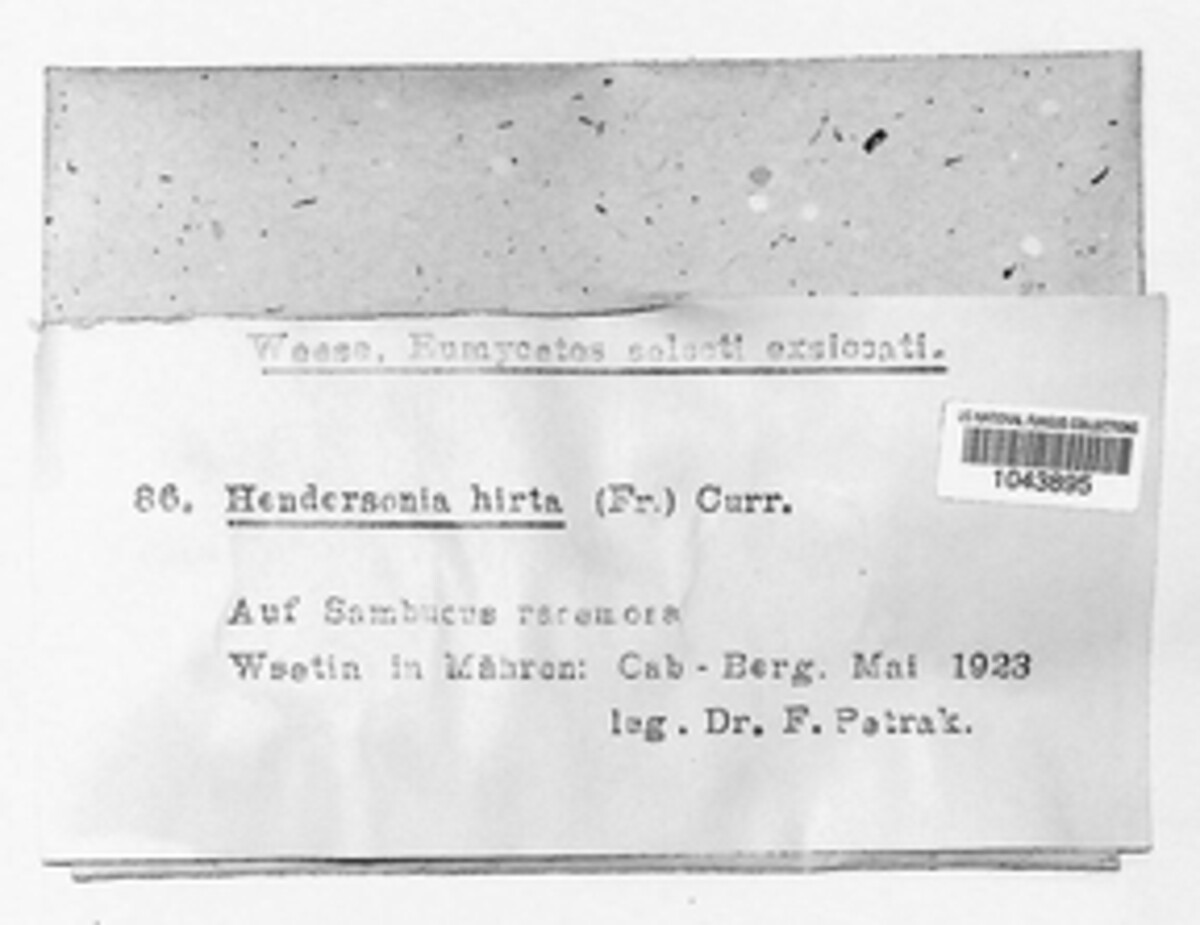 Weese, Eumycetes selecti exsiccati.
US NATIONAL FUNGUS COLLECTIONS
1043895
86. Hendersonia hirta (Fr.) Curr.
Auf Sambucus racemosa
Wsetin in Mähren: Cab-Berg. Mai 1923
leg. Dr. F. Petrak.